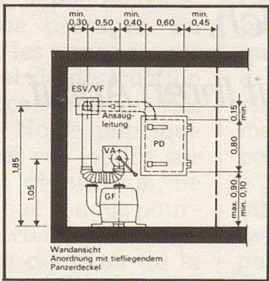 min. min. min.
0,30 0,50 0,40 0,60 0,45
ESV/VF
Ansaug-
leitung
VA
PD
GF
1,85
1,05
0,15
min.
0,80
max. 0,90
min. 0,10
Wandansicht
Anordnung mit tiefliegendem
Panzerdeckel